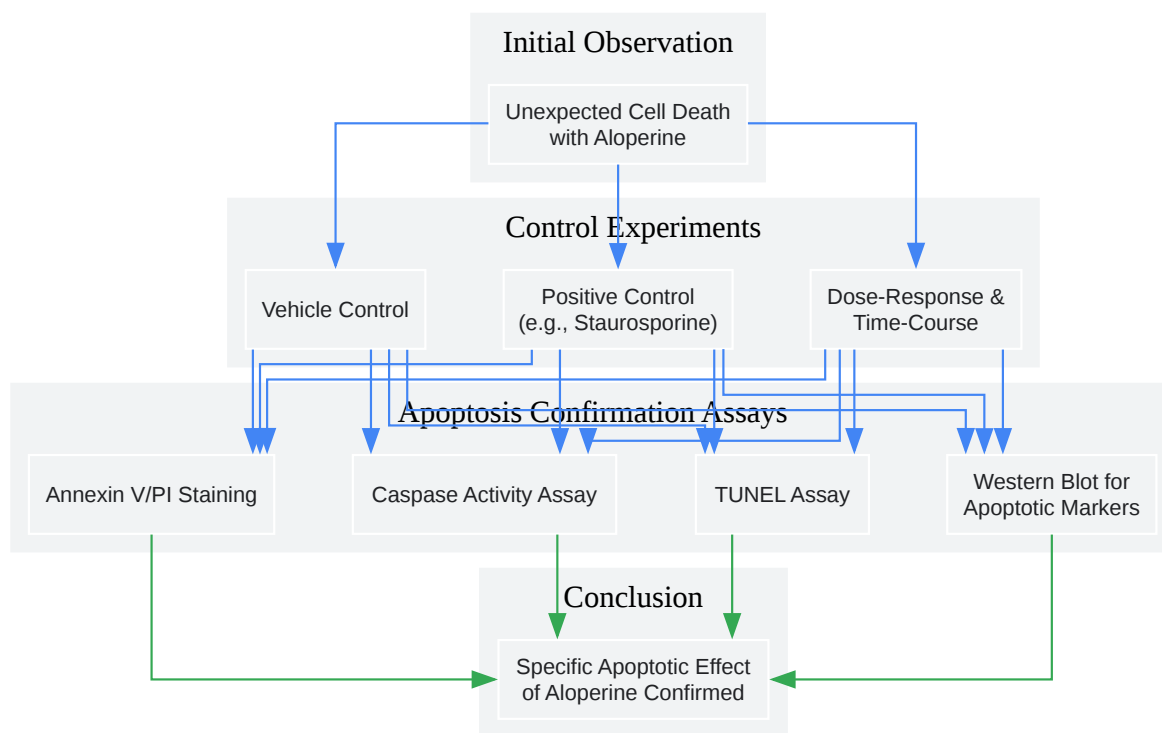 Initial Observation
Unexpected Cell Death
with Aloperine
Control Experiments
Vehicle Control
Positive Control
(e.g., Staurosporine)
Dose-Response &
Time-Course
Apoptosis Confirmation Assays
Annexin V/PI Staining
Caspase Activity Assay
TUNEL Assay
Western Blot for
Apoptotic Markers
Conclusion
Specific Apoptotic Effect
of Aloperine Confirmed